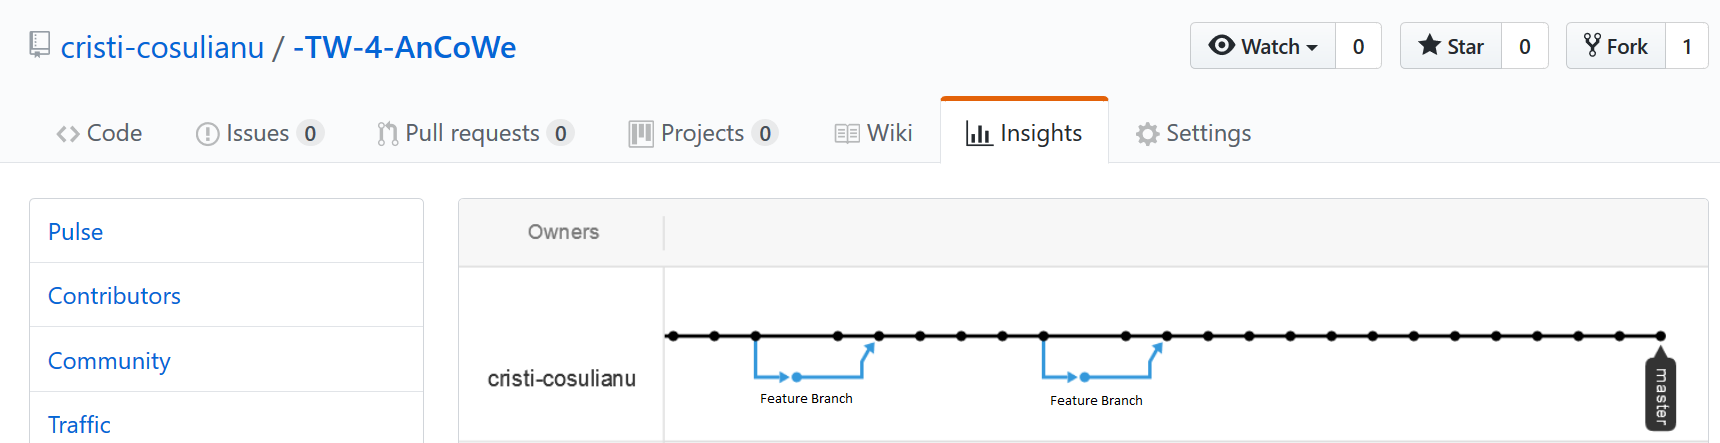 cristi-cosulianu / -TW-4-AnCoWe
Watch 0 Star 0 Fork 1
Code Issues 0 Pull requests 0 Projects 0 Wiki Insights Settings
Pulse
Contributors
Community
Traffic
Owners
cristi-cosulianu
Feature Branch
Feature Branch
master